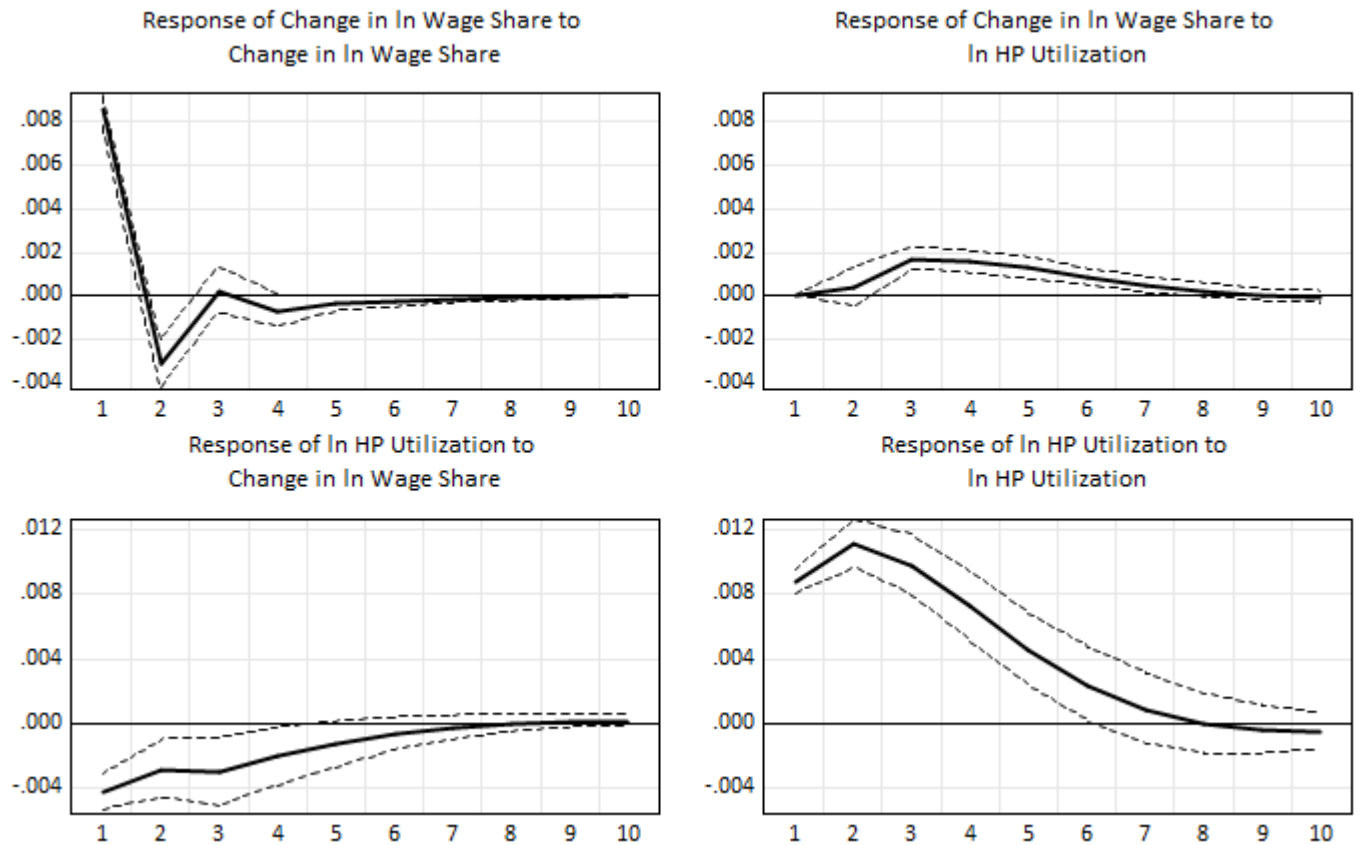 Response of Change in ln Wage Share to
Change in ln Wage Share
.008
.006
.004
.002
.000
-.002
-.004
1 2 3 4 5 6 7 8 9 10
Response of Change in ln Wage Share to
ln HP Utilization
.008
.006
.004
.002
.000
-.002
-.004
1 2 3 4 5 6 7 8 9 10
Response of ln HP Utilization to
Change in ln Wage Share
.012
.008
.004
.000
-.004
1 2 3 4 5 6 7 8 9 10
Response of ln HP Utilization to
ln HP Utilization
.012
.008
.004
.000
-.004
1 2 3 4 5 6 7 8 9 10